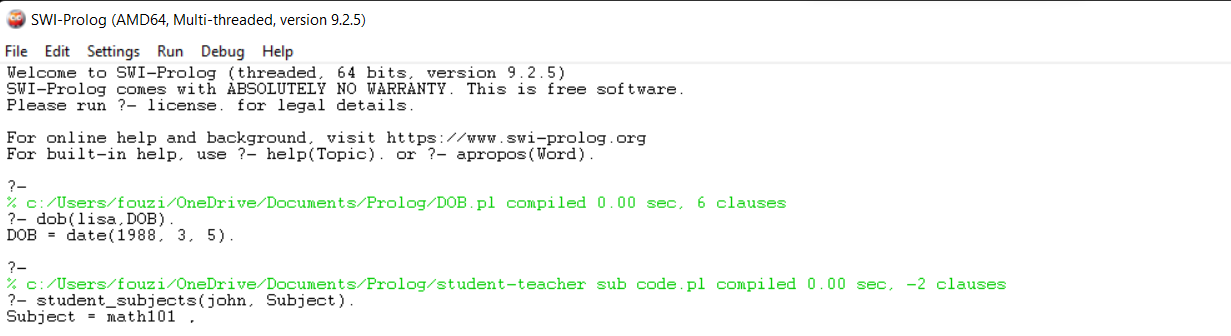 SWI-Prolog (AMD64, Multi-threaded, version 9.2.5)
File Edit Settings Run Debug Help
Welcome to SWI-Prolog (threaded, 64 bits, version 9.2.5)
SWI-Prolog comes with ABSOLUTELY NO WARRANTY. This is free software.
Please run ?- license. for legal details.
For online help and background, visit https://www.swi-prolog.org
For built-in help, use ?- help(Topic). or ?- apropos(Word).
?-
% c:/Users/fouzi/OneDrive/Documents/Prolog/DOB.pl compiled 0.00 sec, 6 clauses
?- dob(lisa,DOB).
DOB = date(1988, 3, 5).
?-
% c:/Users/fouzi/OneDrive/Documents/Prolog/student-teacher sub code.pl compiled 0.00 sec, -2 clauses
?- student_subjects(john, Subject).
Subject = math101 .